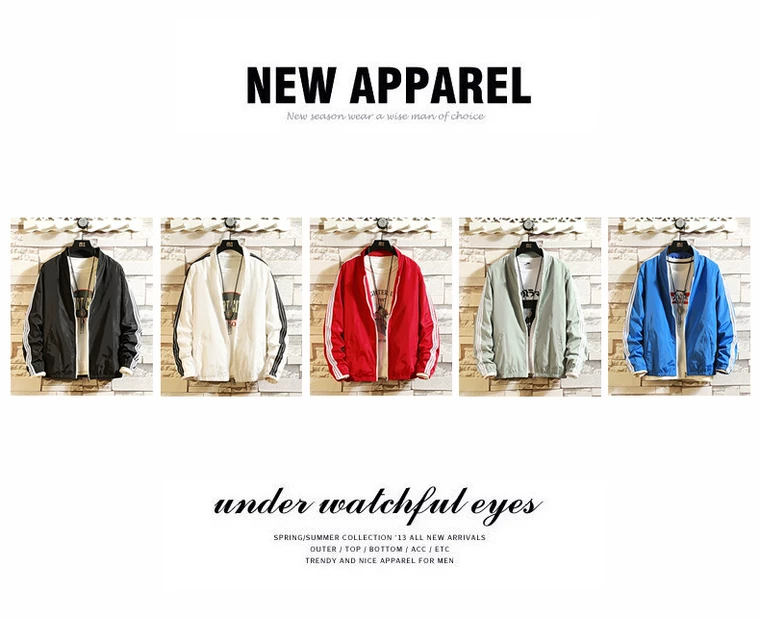 NEW APPAREL
New season wear a wise man of choice
under watchful eyes
SPRING/SUMMER COLLECTION '13 ALL NEW ARRIVALS
OUTER / TOP / BOTTOM / ACC / ETC
TRENDY AND NICE APPAREL FOR MEN